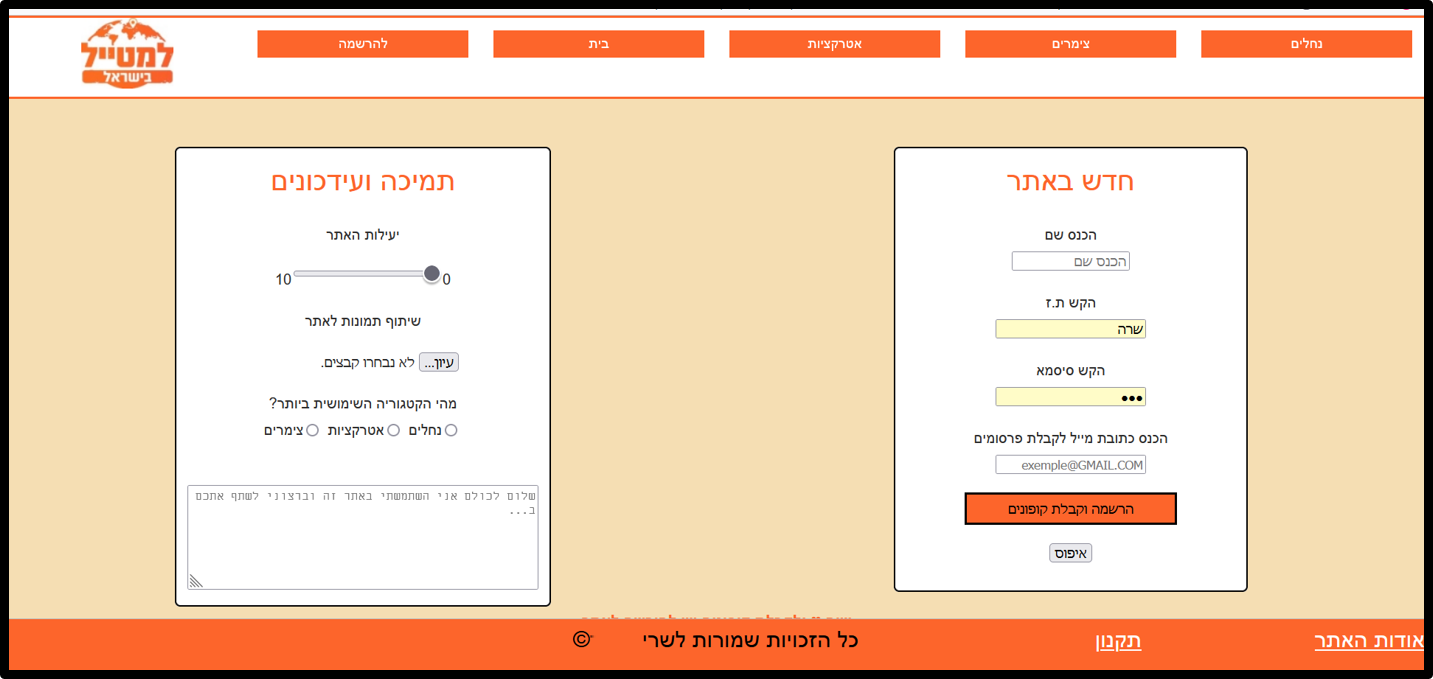 נחלים
צימרים
אטרקציות
בית
להרשמה
למטייל
בישראל
חדש באתר
הכנס שם
הכנס שם
הקש ת.ז
שרה
הקש סיסמא
•••
הכנס כתובת מייל לקבלת פרסומים
exemple@GMAIL.COM
הרשמה וקבלת קופונים
איפוס
תמיכה ועידכונים
יעילות האתר
0 10
שיתוף תמונות לאתר
עיון... לא נבחרו קבצים.
מהי הקטגוריה השימושית ביותר?
נחלים אטרקציות צימרים
שלום לכולם אני השתמשתי באתר זה וברצוני לשתף אתכם
ב...
אודות האתר
תקנון
כל הזכויות שמורות לשרי ©